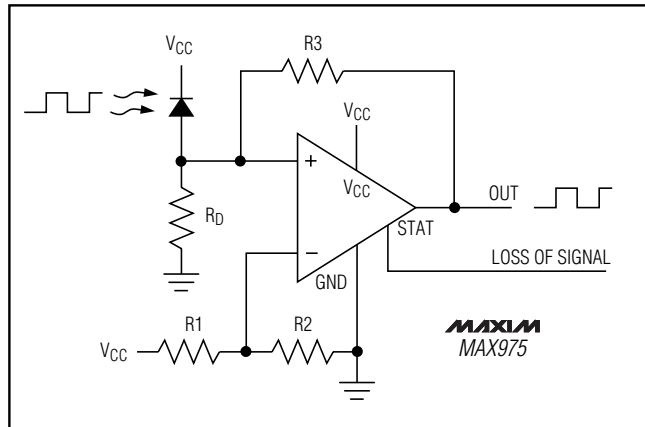 R3
VCC
VCC
+
VCC
OUT
RD
STAT
−
LOSS OF SIGNAL
GND
R1
R2
VCC
MAXIM
MAX975